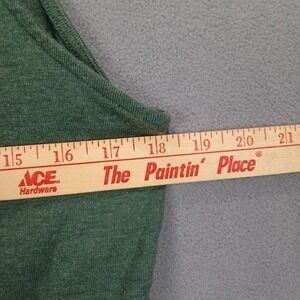 15 16 17 18 19 20 21
ACE The Paintin' Place®
Hardware